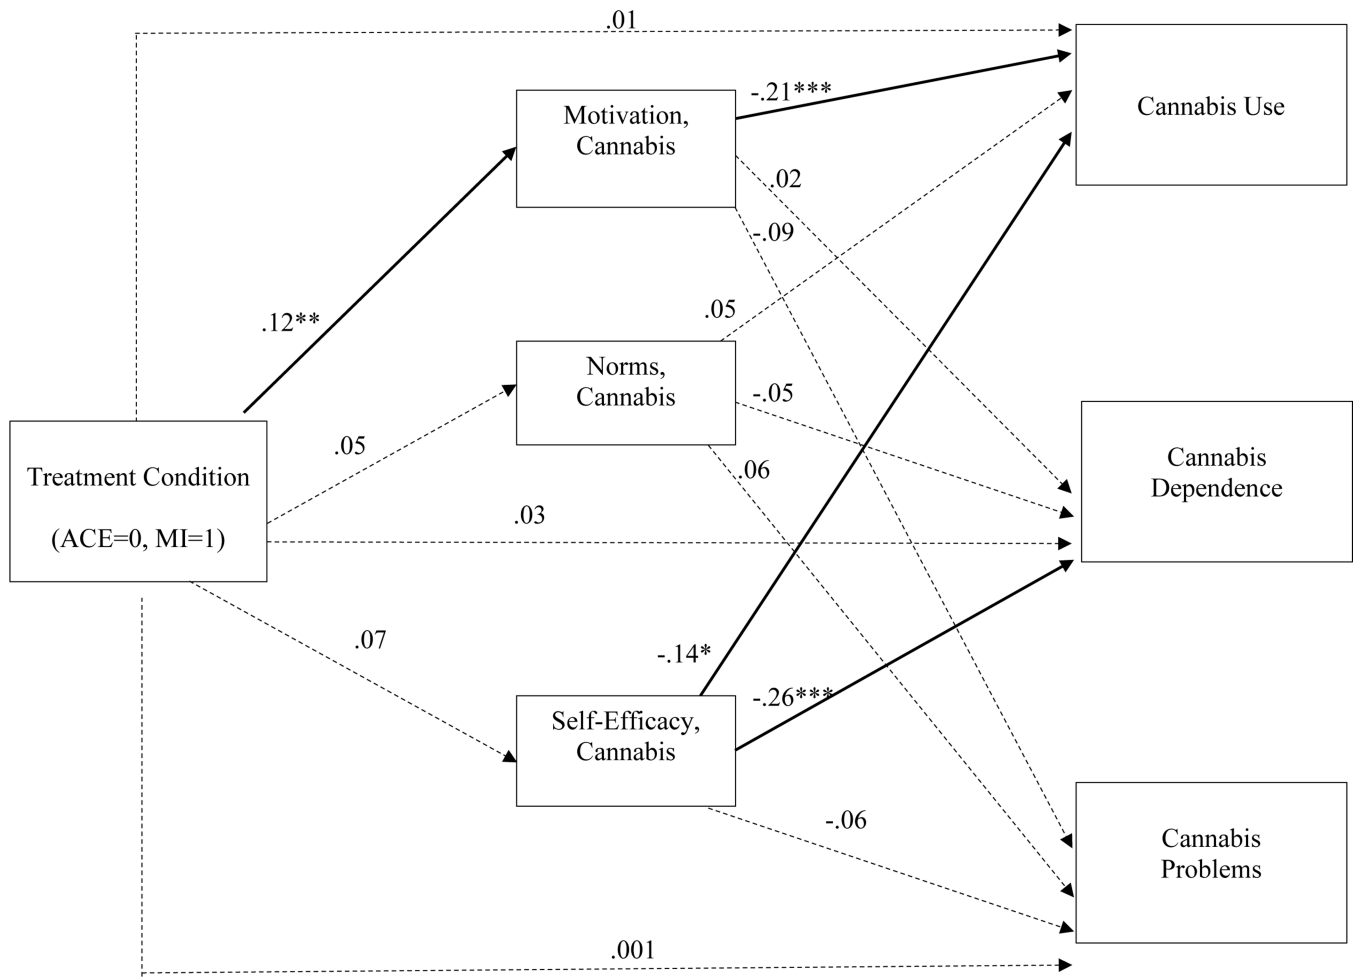 .01
-.21***
Motivation,
Cannabis
Cannabis Use
.02
-.09
.12**
.05
Norms,
Cannabis
-.05
.05
.06
Treatment Condition
(ACE=0, MI=1)
.03
Cannabis
Dependence
.07
-.14*
-.26***
Self-Efficacy,
Cannabis
-.06
Cannabis
Problems
.001